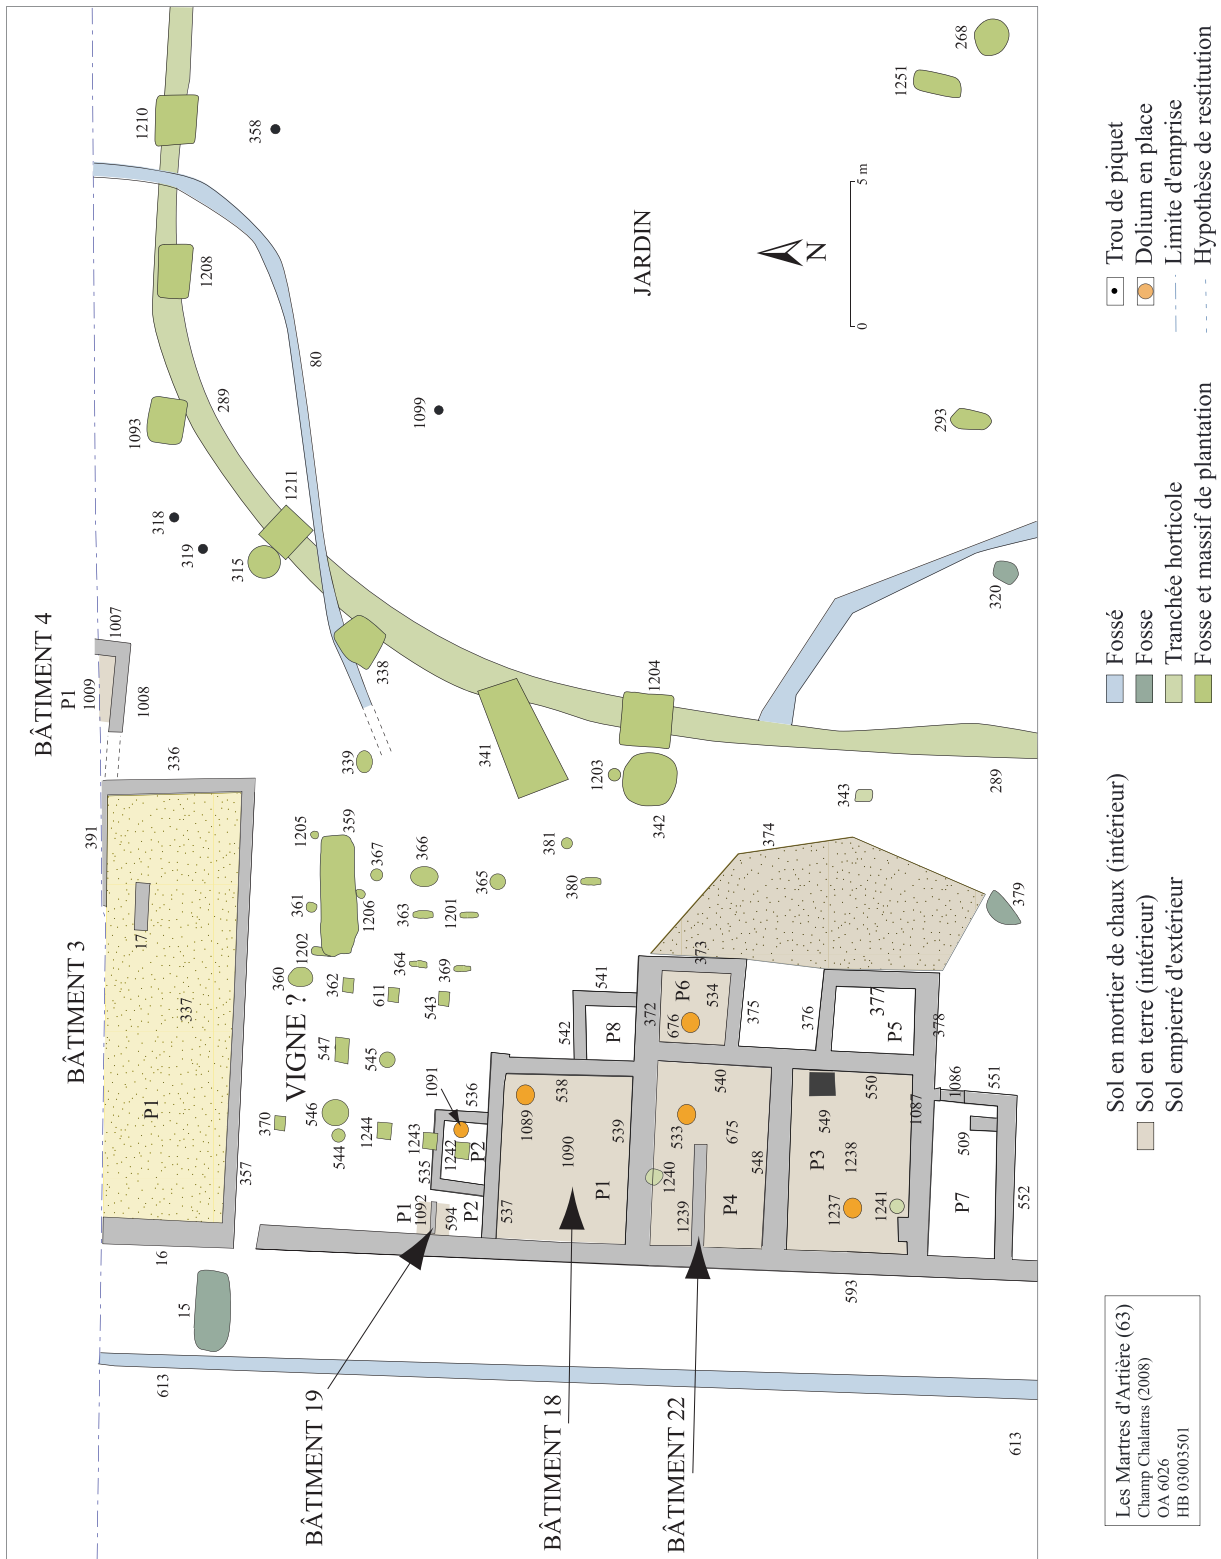 BÂTIMENT 4
P1
1009
1007
1008
336
BÂTIMENT 3
391
17
337
P1
357
16
15
613
1210
358
1208
80
289
1093
318
319
315
1211
338
1099
341
339
1205
359
361
367
366
1202
1206
360
362
363
365
364
1201
369
611
543
381
380
VIGNE ?
547
545
370
546
544
1244
1243
1091
536
1242
P2
535
P1
1092
594
P2
537
1089
538
1090
539
P1
542
541
P8
1203
342
1204
343
289
374
379
320
373
372
P6
534
676
375
376
377
P5
378
540
533
675
548
1240
1239
P4
550
549
P3
1238
1237
1241
1087
1086
551
509
P7
552
593
613
268
1251
293
JARDIN
N
0
5 m
BÂTIMENT 19
BÂTIMENT 18
BÂTIMENT 22
Les Martres d'Artière (63)
Champ Chalatras (2008)
OA 6026
HB 03003501
Sol en mortier de chaux (intérieur)
Sol en terre (intérieur)
Sol empierré d'extérieur
Fossé
Fosse
Tranchée horticole
Fosse et massif de plantation
Trou de piquet
Dolium en place
Limite d'emprise
Hypothèse de restitution